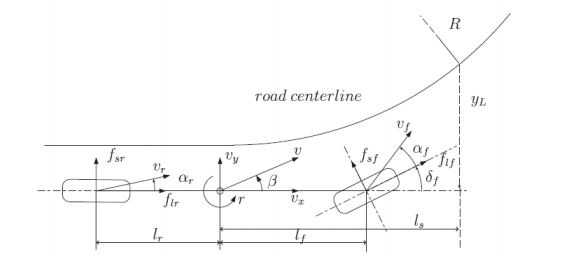 R
road centerline
y_L
v_f
f_sr
v_y
v
f_sf
α_f
f_lf
v_r
α_r
β
δ_f
f_lr
r
v_x
l_s
l_r
l_f